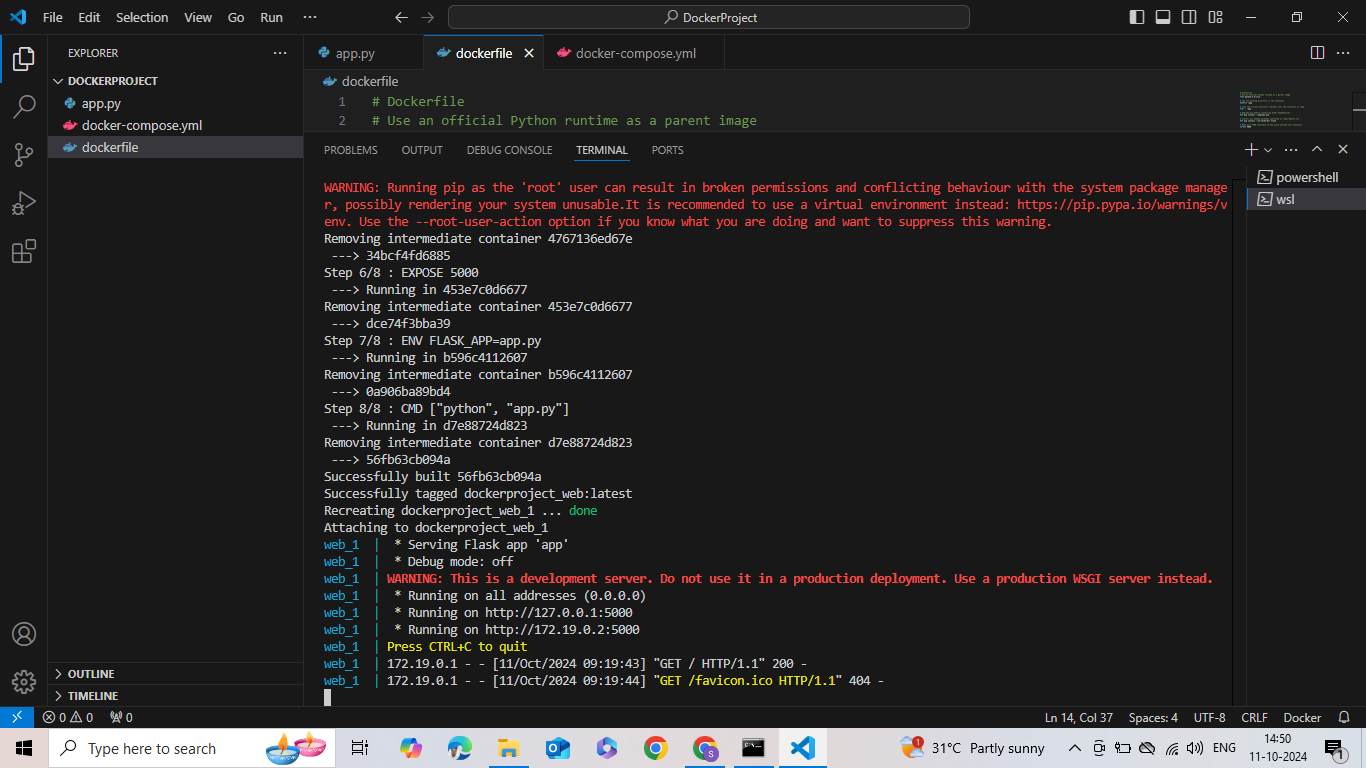 File Edit Selection View Go Run ··· DockerProject
EXPLORER ···
DOCKERPROJECT
app.py
docker-compose.yml
dockerfile
OUTLINE
TIMELINE
app.py dockerfile docker-compose.yml ···
dockerfile
1 # Dockerfile
2 # Use an official Python runtime as a parent image
PROBLEMS OUTPUT DEBUG CONSOLE TERMINAL PORTS
powershell
wsl
WARNING: Running pip as the 'root' user can result in broken permissions and conflicting behaviour with the system package manage
r, possibly rendering your system unusable.It is recommended to use a virtual environment instead: https://pip.pypa.io/warnings/v
env. Use the --root-user-action option if you know what you are doing and want to suppress this warning.
Removing intermediate container 4767136ed67e
 ---> 34bcf4fd6885
Step 6/8 : EXPOSE 5000
 ---> Running in 453e7c0d6677
Removing intermediate container 453e7c0d6677
 ---> dce74f3bba39
Step 7/8 : ENV FLASK_APP=app.py
 ---> Running in b596c4112607
Removing intermediate container b596c4112607
 ---> 0a906ba89bd4
Step 8/8 : CMD ["python", "app.py"]
 ---> Running in d7e88724d823
Removing intermediate container d7e88724d823
 ---> 56fb63cb094a
Successfully built 56fb63cb094a
Successfully tagged dockerproject_web:latest
Recreating dockerproject_web_1 ... done
Attaching to dockerproject_web_1
web_1 | * Serving Flask app 'app'
web_1 | * Debug mode: off
web_1 | WARNING: This is a development server. Do not use it in a production deployment. Use a production WSGI server instead.
web_1 | * Running on all addresses (0.0.0.0)
web_1 | * Running on http://127.0.0.1:5000
web_1 | * Running on http://172.19.0.2:5000
web_1 | Press CTRL+C to quit
web_1 | 172.19.0.1 - - [11/Oct/2024 09:19:43] "GET / HTTP/1.1" 200 -
web_1 | 172.19.0.1 - - [11/Oct/2024 09:19:44] "GET /favicon.ico HTTP/1.1" 404 -
0 0 0 Ln 14, Col 37 Spaces: 4 UTF-8 CRLF Docker
Type here to search 1 31°C Partly sunny ENG 14:50 1
11-10-2024